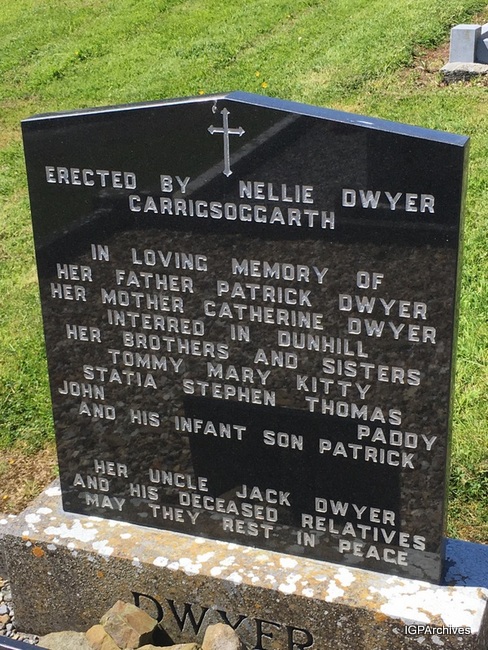 ERECTED BY NELLIE DWYER
CARRIGSOGGARTH
IN LOVING MEMORY OF
HER FATHER PATRICK DWYER
HER MOTHER CATHERINE DWYER
INTERRED IN DUNHILL
HER BROTHERS AND SISTERS
TOMMY MARY KITTY
STATIA STEPHEN THOMAS
JOHN PADDY
AND HIS INFANT SON PATRICK
HER UNCLE JACK DWYER
AND HIS DECEASED RELATIVES
MAY THEY REST IN PEACE
DWYER
IGPArchives